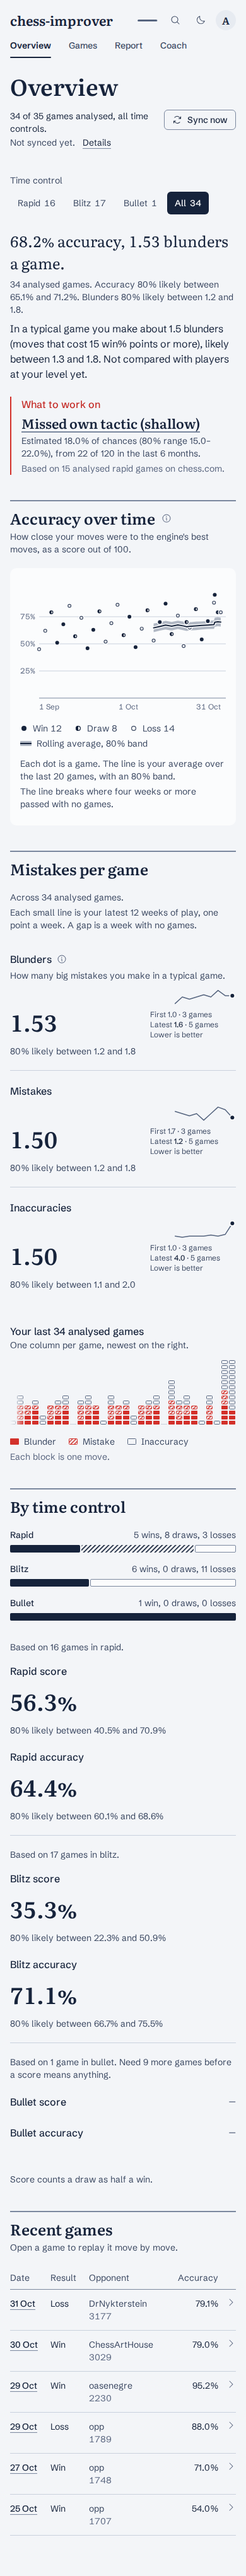 chess-improver
A
Overview Games Report Coach
Overview
34 of 35 games analysed, all time
controls.
Not synced yet. Details
Sync now
Time control
Rapid 16 Blitz 17 Bullet 1 All 34
68.2% accuracy, 1.53 blunders
a game.
34 analysed games. Accuracy 80% likely between
65.1% and 71.2%. Blunders 80% likely between 1.2 and
1.8.
In a typical game you make about 1.5 blunders
(moves that cost 15 win% points or more), likely
between 1.3 and 1.8. Not compared with players
at your level yet.
What to work on
Missed own tactic (shallow)
Estimated 18.0% of chances (80% range 15.0–
22.0%), from 22 of 120 in the last 6 months.
Based on 15 analysed rapid games on chess.com.
Accuracy over time
How close your moves were to the engine's best
moves, as a score out of 100.
75%
50%
25%
1 Sep 1 Oct 31 Oct
Win 12 Draw 8 Loss 14
Rolling average, 80% band
Each dot is a game. The line is your average over
the last 20 games, with an 80% band.
The line breaks where four weeks or more
passed with no games.
Mistakes per game
Across 34 analysed games.
Each small line is your latest 12 weeks of play, one
point a week. A gap is a week with no games.
Blunders
How many big mistakes you make in a typical game.
1.53
First 1.0 · 3 games
Latest 1.6 · 5 games
Lower is better
80% likely between 1.2 and 1.8
Mistakes
1.50
First 1.7 · 3 games
Latest 1.2 · 5 games
Lower is better
80% likely between 1.2 and 1.8
Inaccuracies
1.50
First 1.0 · 3 games
Latest 4.0 · 5 games
Lower is better
80% likely between 1.1 and 2.0
Your last 34 analysed games
One column per game, newest on the right.
Blunder Mistake Inaccuracy
Each block is one move.
By time control
Rapid 5 wins, 8 draws, 3 losses
Blitz 6 wins, 0 draws, 11 losses
Bullet 1 win, 0 draws, 0 losses
Based on 16 games in rapid.
Rapid score
56.3%
80% likely between 40.5% and 70.9%
Rapid accuracy
64.4%
80% likely between 60.1% and 68.6%
Based on 17 games in blitz.
Blitz score
35.3%
80% likely between 22.3% and 50.9%
Blitz accuracy
71.1%
80% likely between 66.7% and 75.5%
Based on 1 game in bullet. Need 9 more games before
a score means anything.
Bullet score –
Bullet accuracy –
Score counts a draw as half a win.
Recent games
Open a game to replay it move by move.
Date Result Opponent Accuracy
31 Oct Loss DrNykterstein 79.1%
3177
30 Oct Win ChessArtHouse 79.0%
3029
29 Oct Win oasenegre 95.2%
2230
29 Oct Loss opp 88.0%
1789
27 Oct Win opp 71.0%
1748
25 Oct Win opp 54.0%
1707